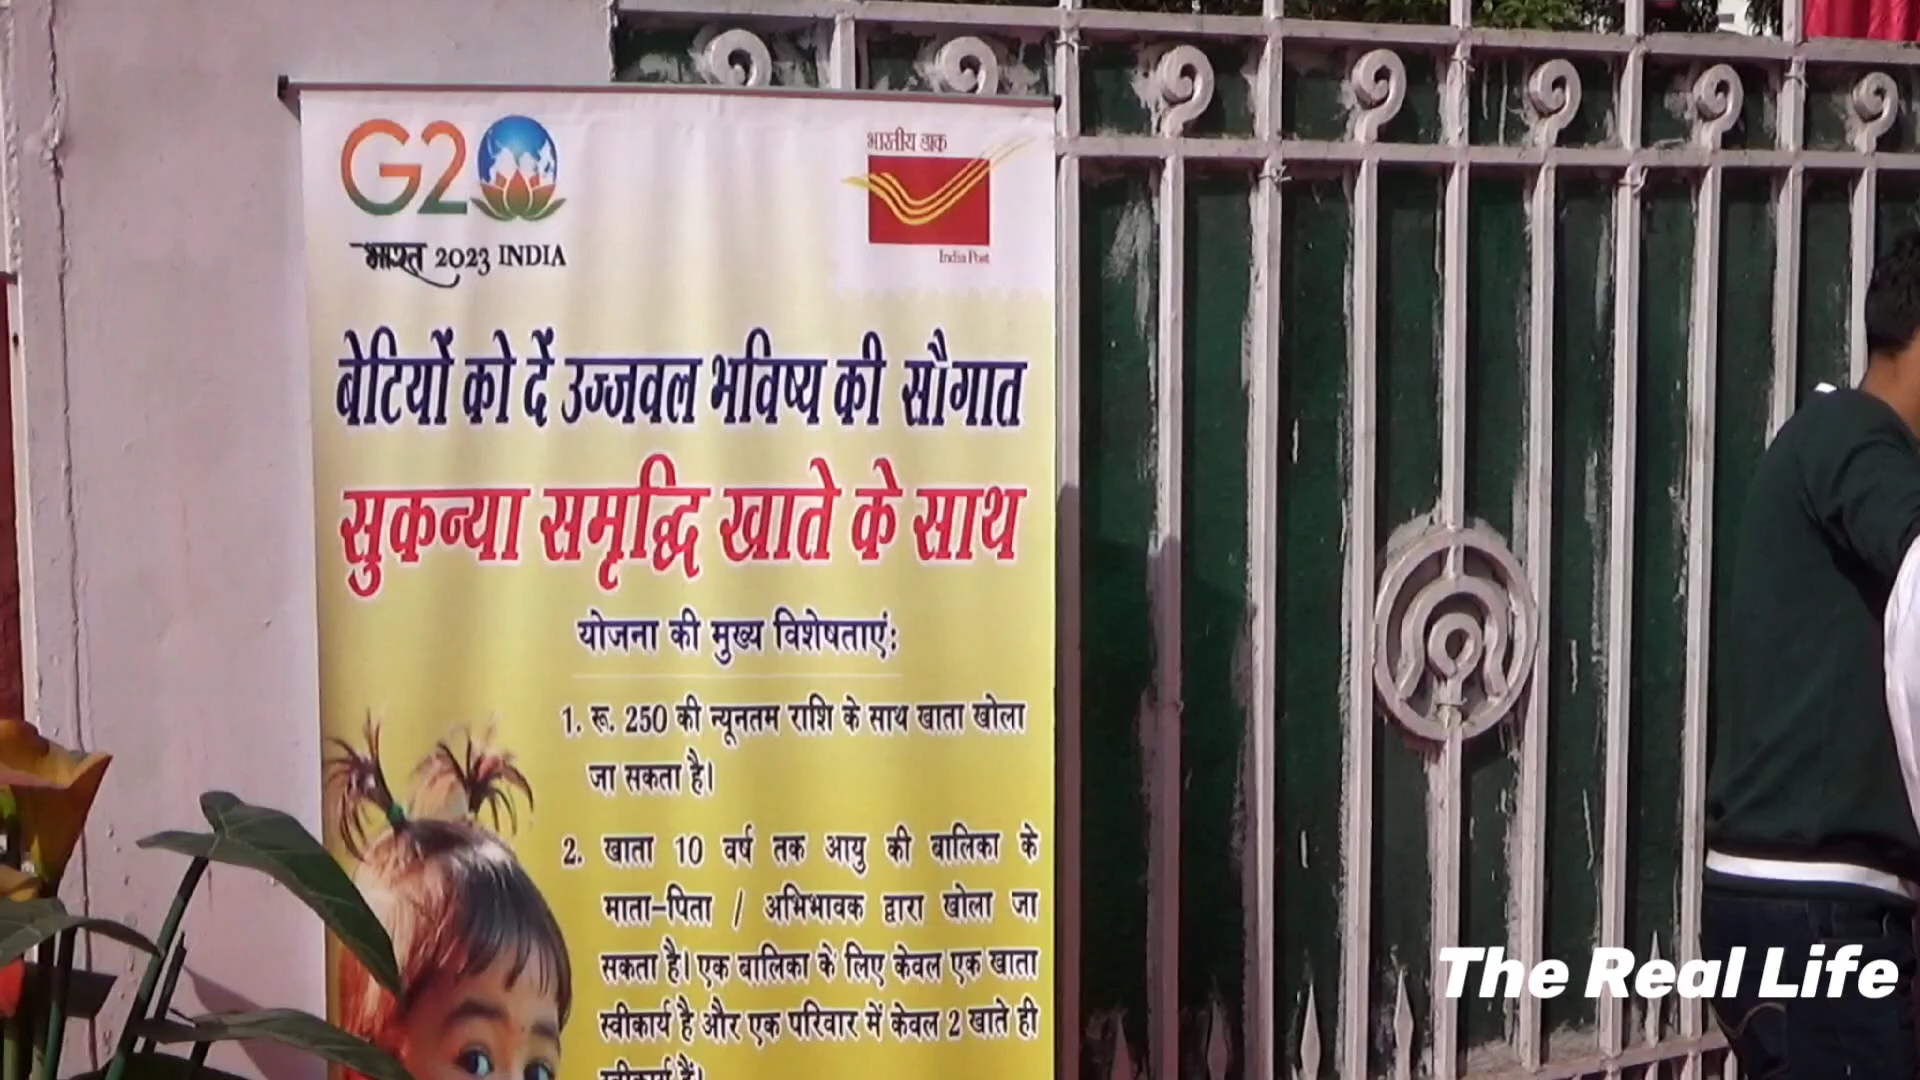 G20
भारत 2023 INDIA
भारतीय डाक
India Post
बेटियों को दें उज्जवल भविष्य की सौगात
सुकन्या समृद्धि खाते के साथ
योजना की मुख्य विशेषताएं:
1. रू. 250 की न्यूनतम राशि के साथ खाता खोला
जा सकता है।
2. खाता 10 वर्ष तक आयु की बालिका के
माता-पिता / अभिभावक द्वारा खोला जा
सकता है। एक बालिका के लिए केवल एक खाता
स्वीकार्य है और एक परिवार में केवल 2 खाते ही
स्वीकार्य हैं।
The Real Life